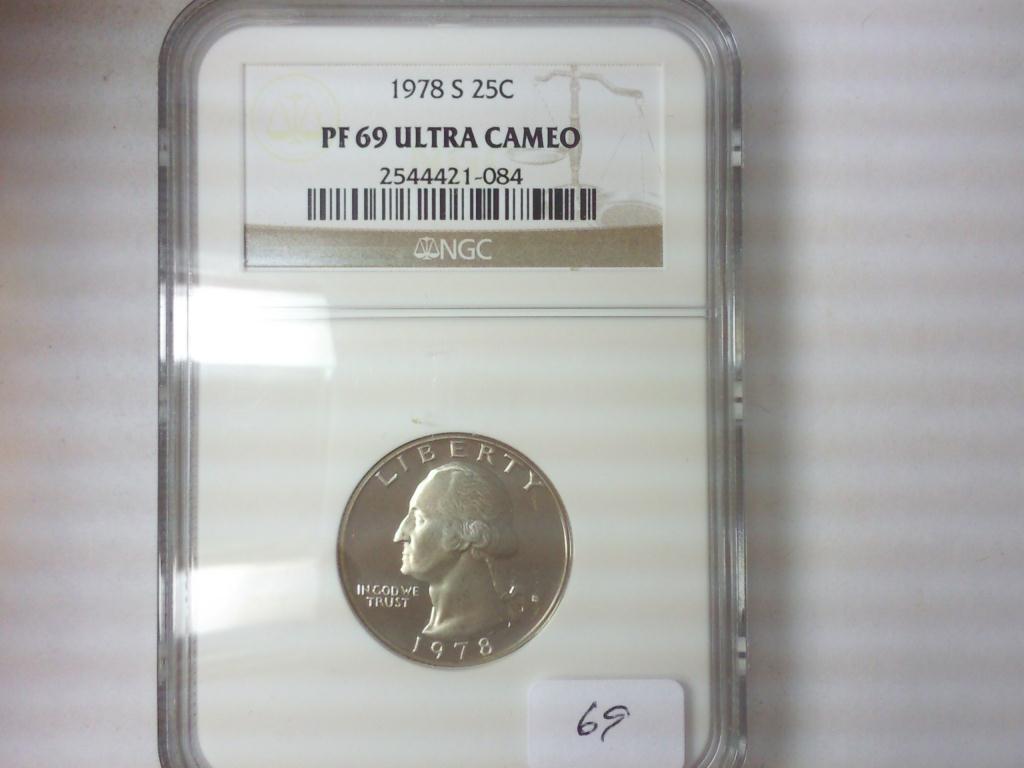 1978 S 25C
PF 69 ULTRA CAMEO
2544421-084
NGC
LIBERTY
IN GOD WE
TRUST
1978
69